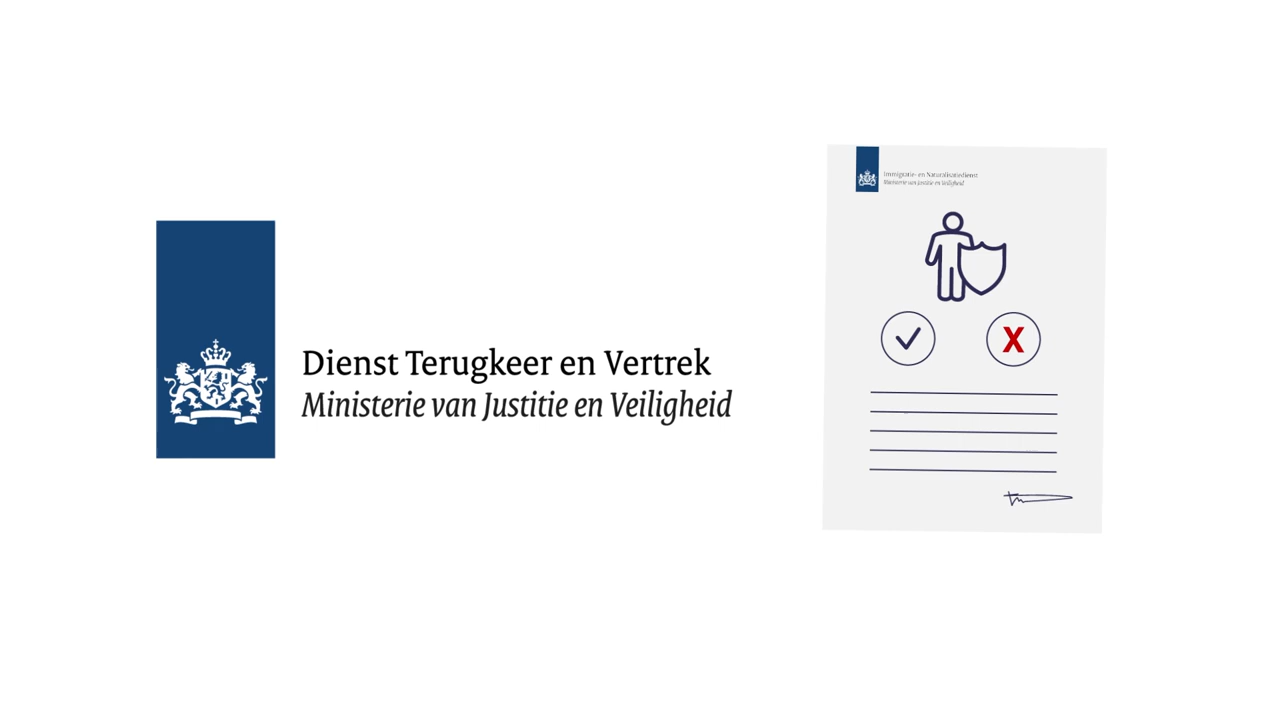 Dienst Terugkeer en Vertrek
Ministerie van Justitie en Veiligheid
Immigratie- en Naturalisatiedienst
Ministerie van Justitie en Veiligheid
X